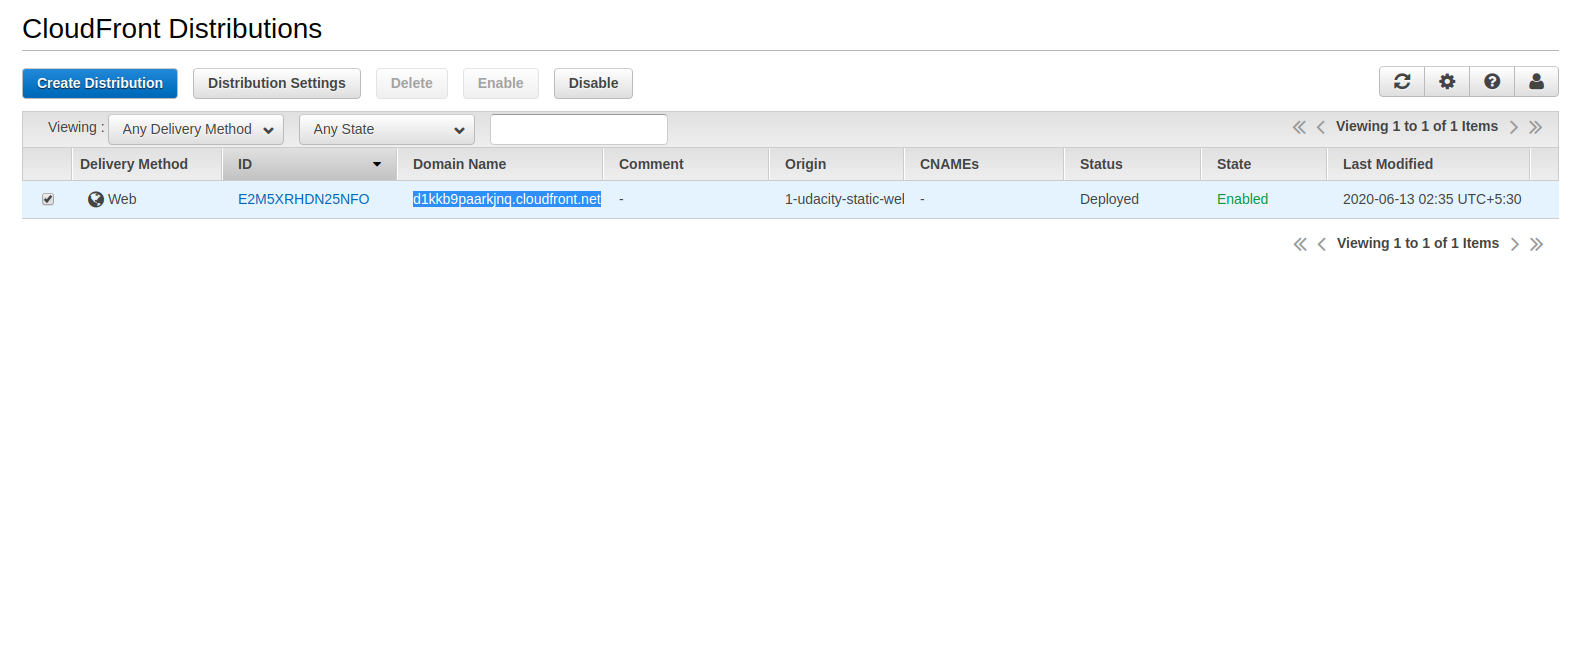 CloudFront Distributions
Create Distribution Distribution Settings Delete Enable Disable
Viewing : Any Delivery Method Any State Viewing 1 to 1 of 1 Items
Delivery Method ID Domain Name Comment Origin CNAMEs Status State Last Modified
Web E2M5XRHDN25NFO d1kkb9paarkjnq.cloudfront.net - 1-udacity-static-wel - Deployed Enabled 2020-06-13 02:35 UTC+5:30
Viewing 1 to 1 of 1 Items